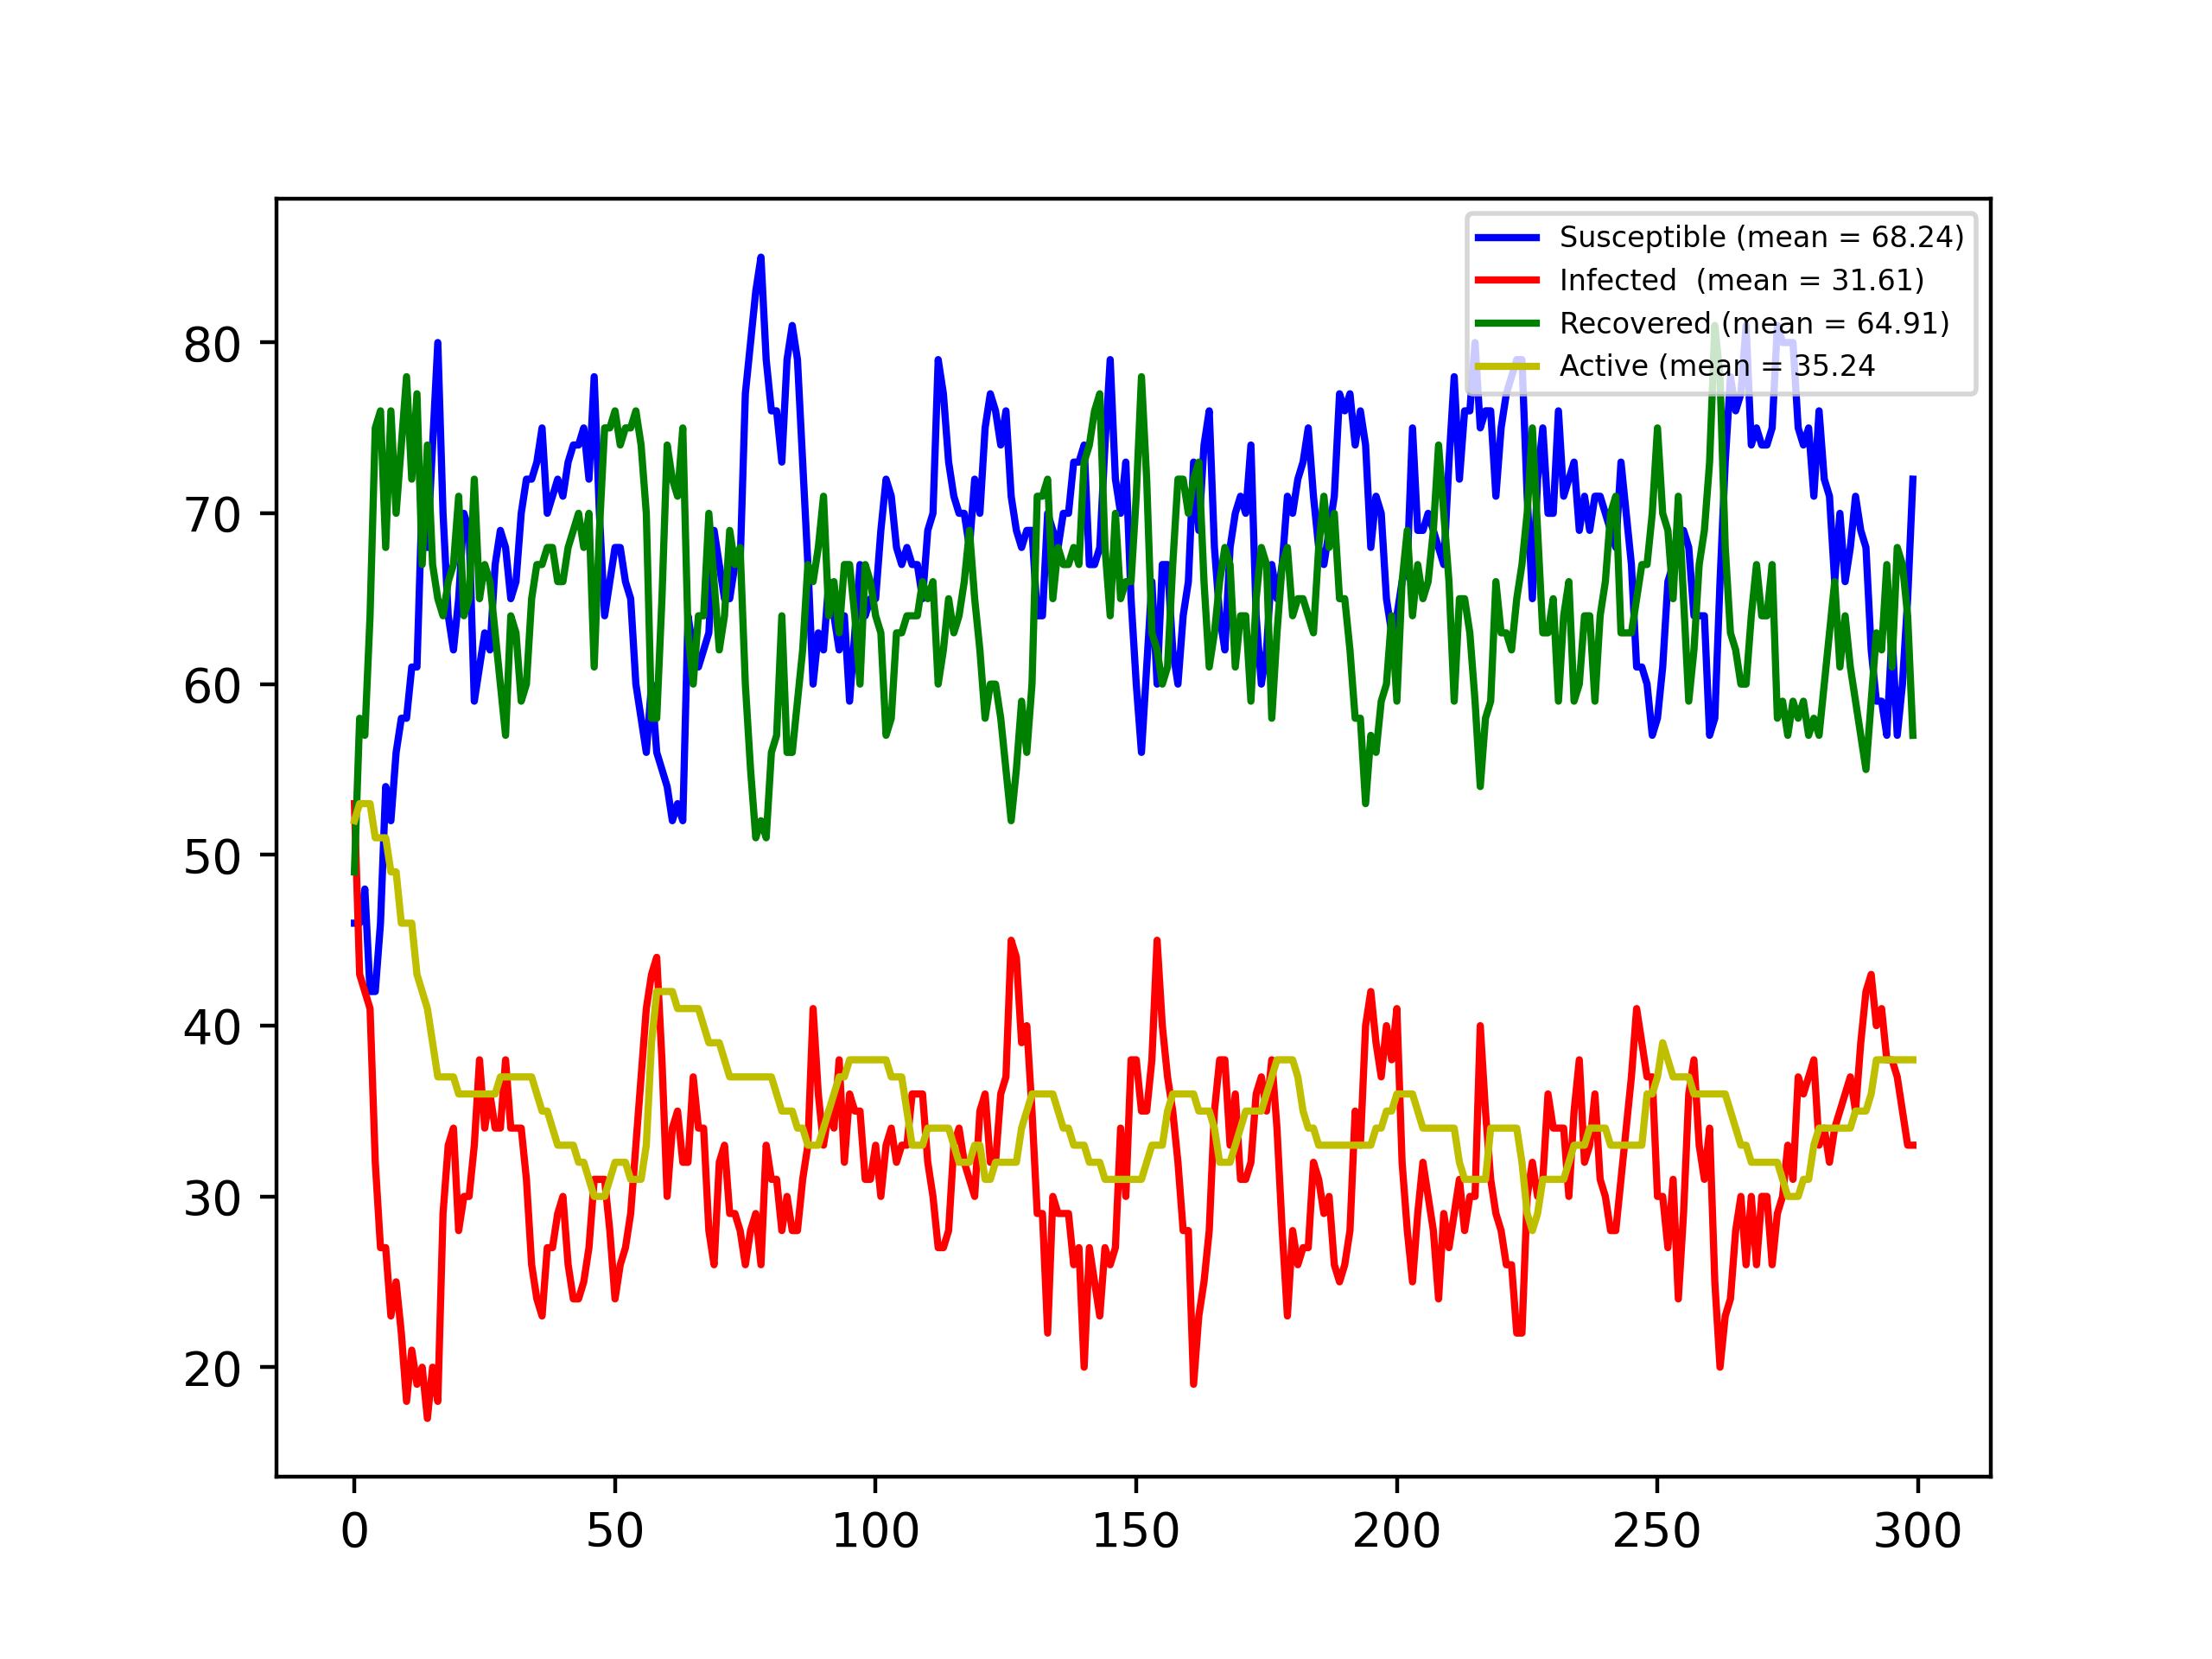 Susceptible (mean = 68.24)
Infected  (mean = 31.61)
Recovered (mean = 64.91)
Active (mean = 35.24
80
70
60
50
40
30
20
0 50 100 150 200 250 300